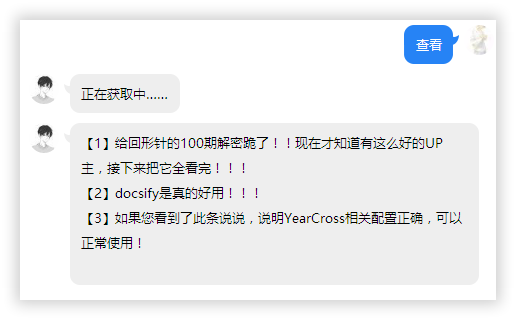 查看
正在获取中......
【1】给回形针的100期解密跪了！！现在才知道有这么好的UP
主，接下来把它全看完！！！
【2】docsify是真的好用！！！
【3】如果您看到了此条说说，说明YearCross相关配置正确，可以
正常使用！